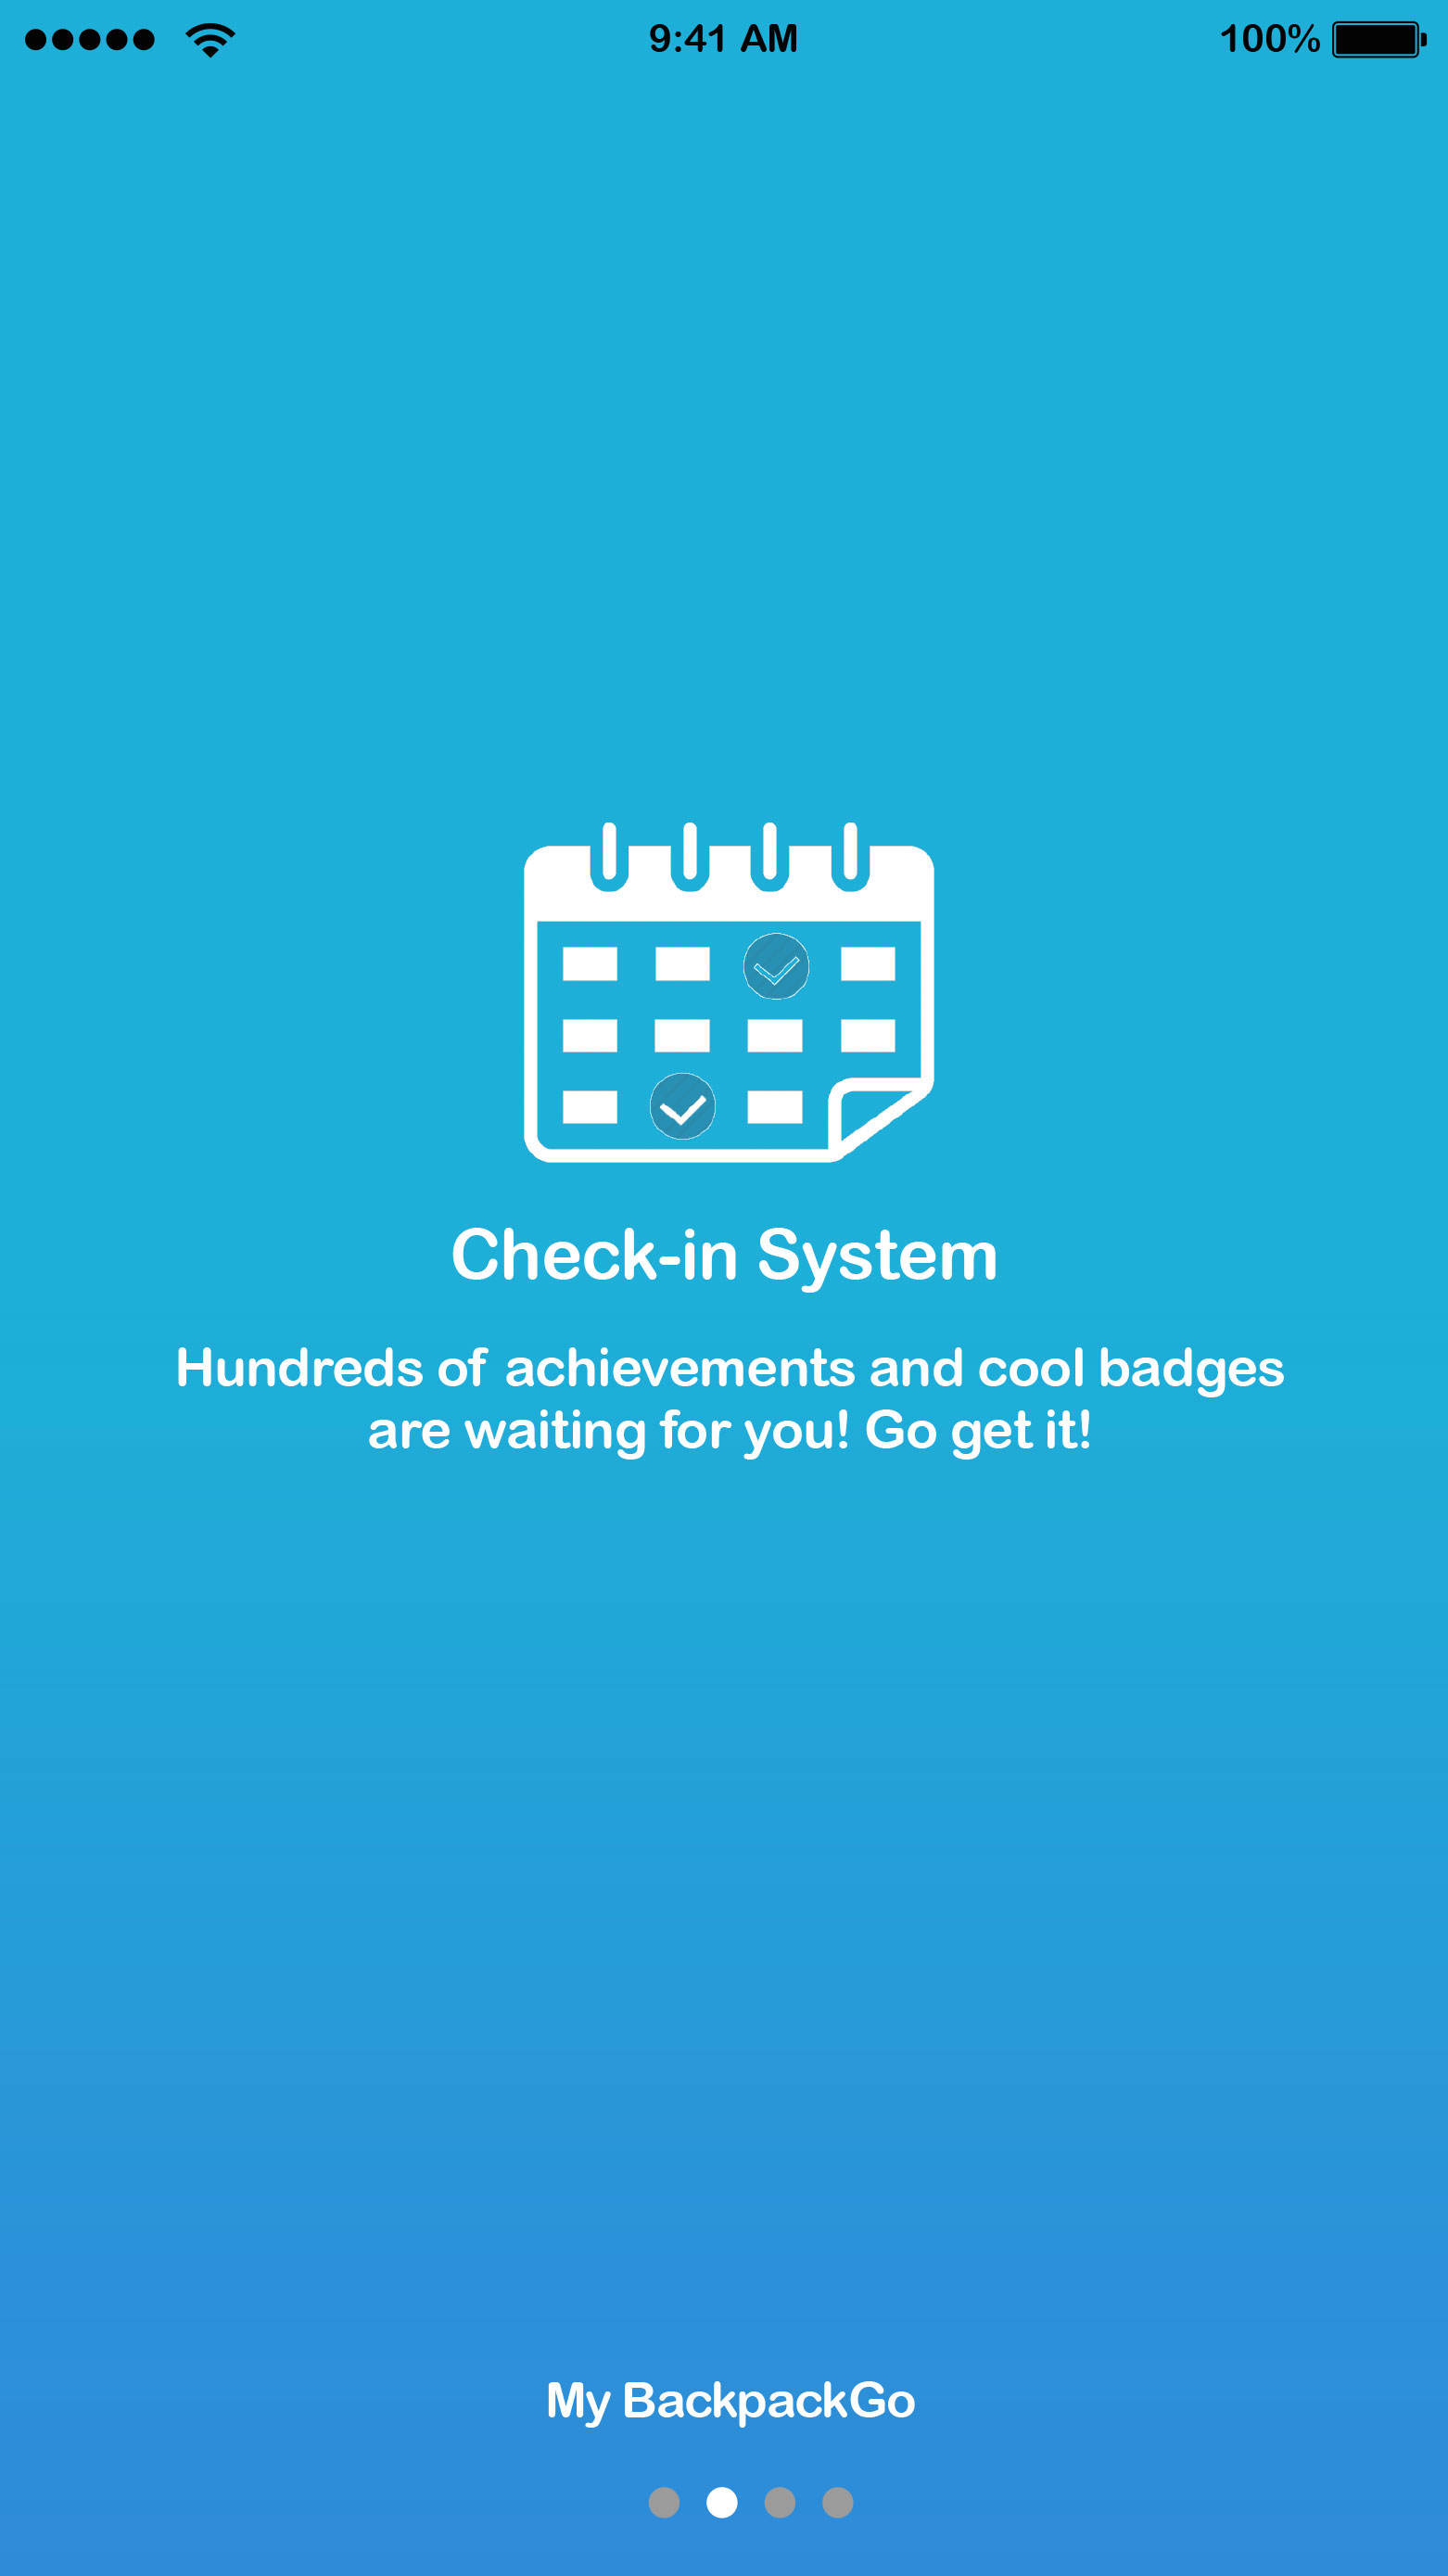 9:41 AM
100%
Check-in System
Hundreds of achievements and cool badges
are waiting for you! Go get it!
My BackpackGo